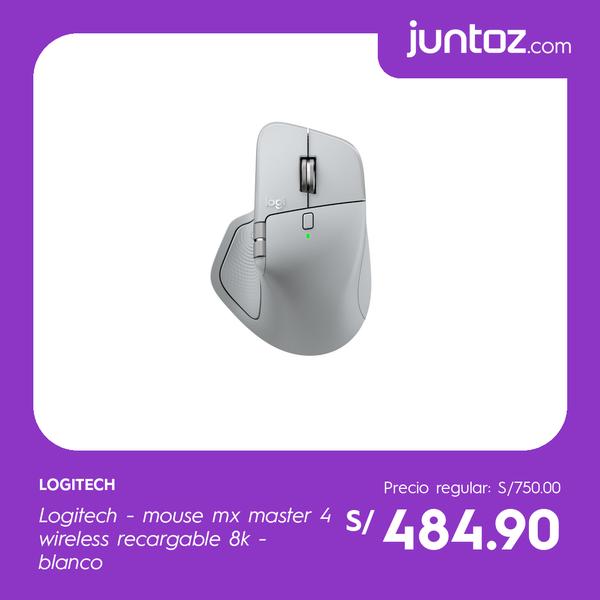 juntoz.com
logi
LOGITECH
Logitech - mouse mx master 4
wireless recargable 8k -
blanco
Precio regular: S/750.00
S/ 484.90